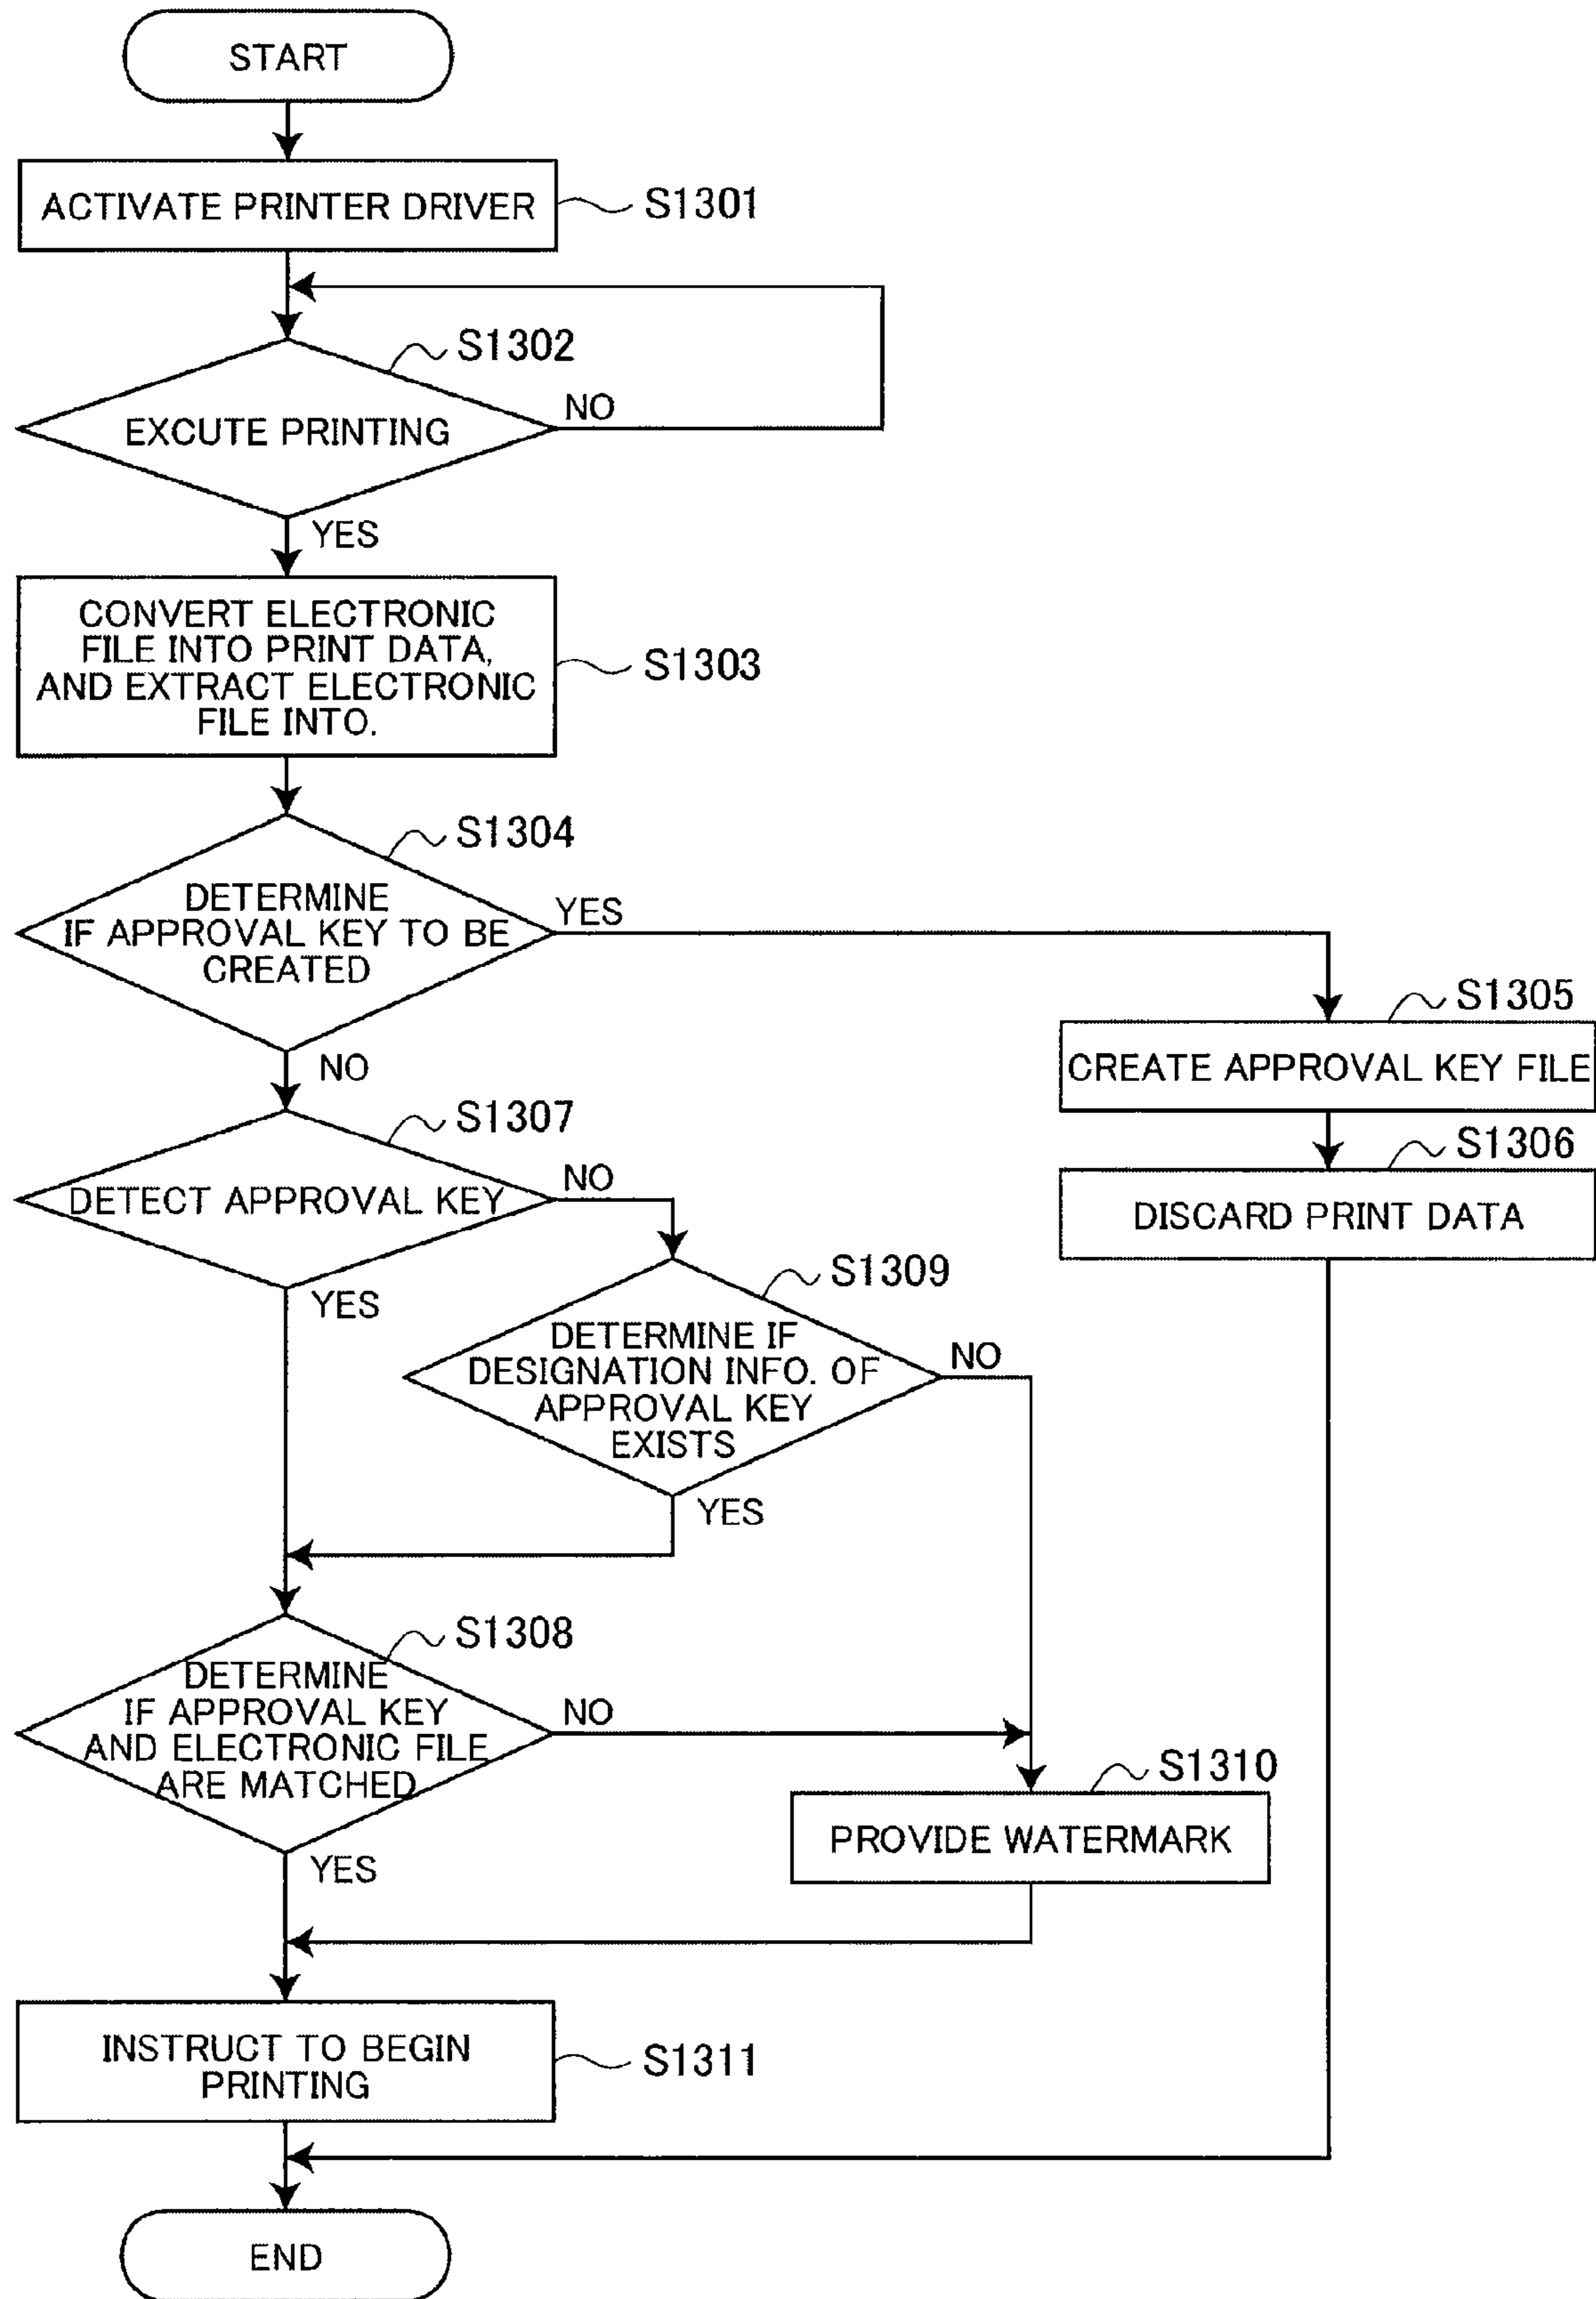 START
ACTIVATE PRINTER DRIVER
S1301
S1302
EXCUTE PRINTING
NO
YES
CONVERT ELECTRONIC
FILE INTO PRINT DATA,
AND EXTRACT ELECTRONIC
FILE INTO.
S1303
S1304
DETERMINE
IF APPROVAL KEY TO BE
CREATED
YES
NO
S1305
CREATE APPROVAL KEY FILE
S1306
DISCARD PRINT DATA
S1307
DETECT APPROVAL KEY
NO
YES
S1309
DETERMINE IF
DESIGNATION INFO. OF
APPROVAL KEY
EXISTS
NO
YES
S1308
DETERMINE
IF APPROVAL KEY
AND ELECTRONIC FILE
ARE MATCHED
NO
YES
S1310
PROVIDE WATERMARK
INSTRUCT TO BEGIN
PRINTING
S1311
END